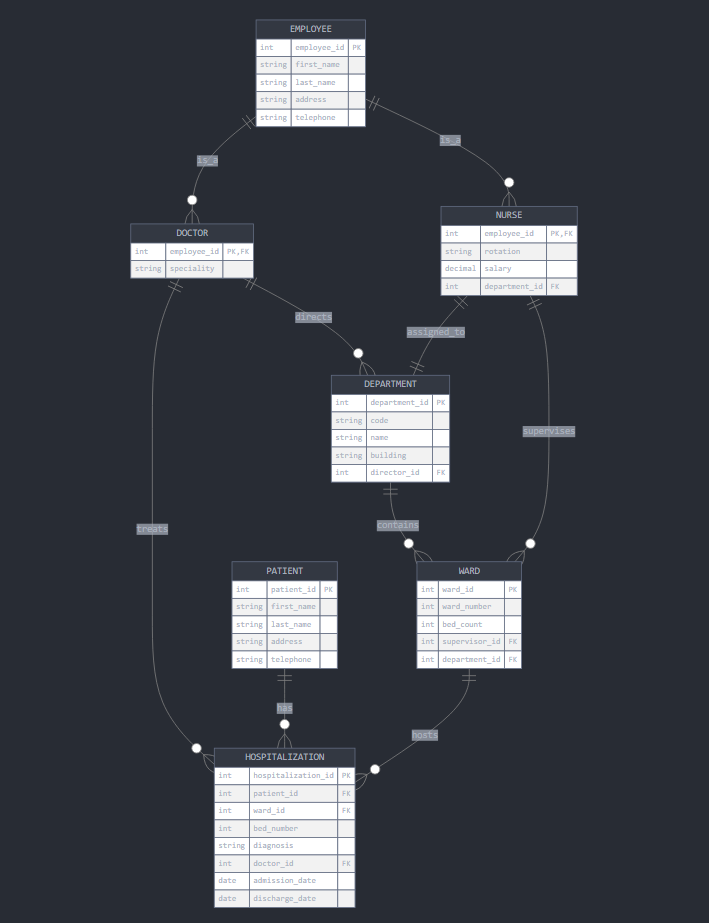 EMPLOYEE
int employee_id PK
string first_name
string last_name
string address
string telephone
is_a
is_a
DOCTOR
int employee_id PK,FK
string speciality
NURSE
int employee_id PK,FK
string rotation
decimal salary
int department_id FK
directs
assigned_to
DEPARTMENT
int department_id PK
string code
string name
string building
int director_id FK
supervises
treats
contains
PATIENT
int patient_id PK
string first_name
string last_name
string address
string telephone
WARD
int ward_id PK
int ward_number
int bed_count
int supervisor_id FK
int department_id FK
has
hosts
HOSPITALIZATION
int hospitalization_id PK
int patient_id FK
int ward_id FK
int bed_number
string diagnosis
int doctor_id FK
date admission_date
date discharge_date